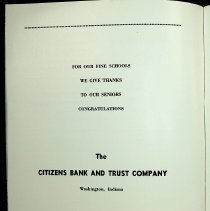 FOR OUR FINE SCHOOLS
WE GIVE THANKS
TO OUR SENIORS
CONGRATULATIONS
The
CITIZENS BANK AND TRUST COMPANY
Washington, Indiana